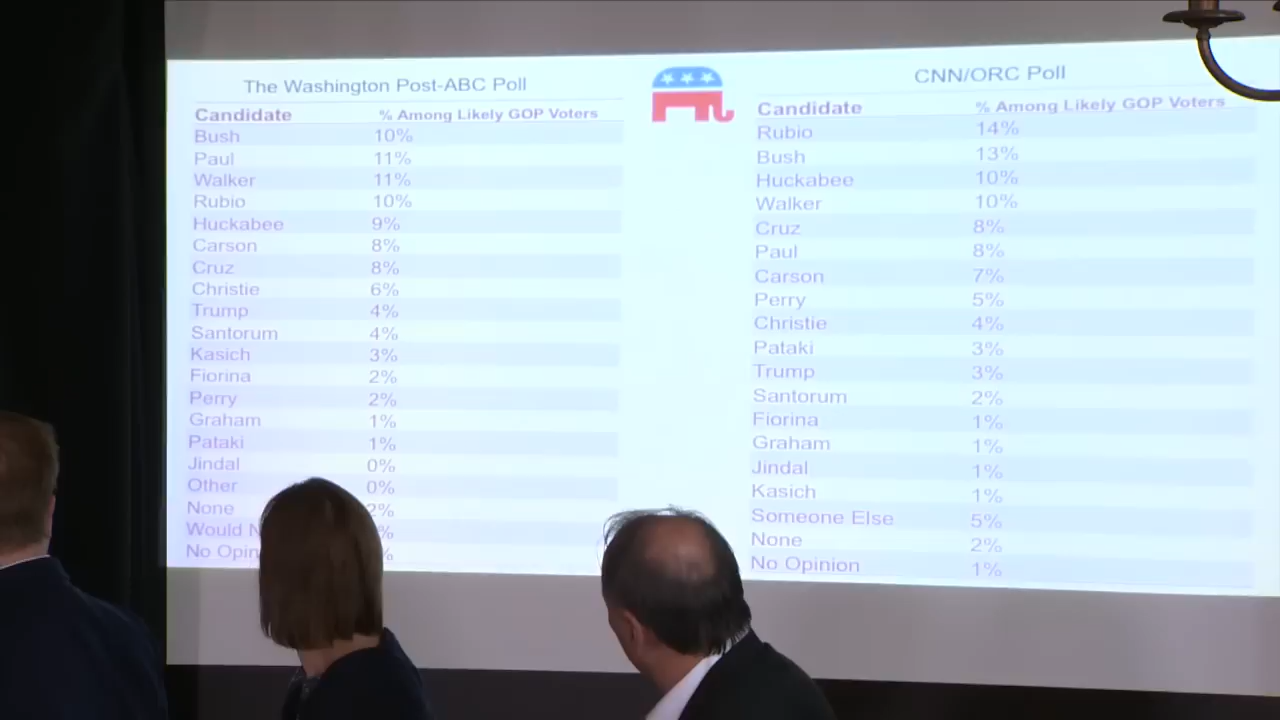 The Washington Post-ABC Poll
Candidate % Among Likely GOP Voters
Bush 10%
Paul 11%
Walker 11%
Rubio 10%
Huckabee 9%
Carson 8%
Cruz 8%
Christie 6%
Trump 4%
Santorum 4%
Kasich 3%
Fiorina 2%
Perry 2%
Graham 1%
Pataki 1%
Jindal 0%
Other 0%
None 2%
Would
No
CNN/ORC Poll
Candidate % Among Likely GOP Voters
Rubio 14%
Bush 13%
Huckabee 10%
Walker 10%
Cruz 8%
Paul 8%
Carson 7%
Perry 5%
Christie 4%
Pataki 3%
Trump 3%
Santorum 2%
Fiorina 1%
Graham 1%
Jindal 1%
Kasich 1%
Someone Else 5%
None 2%
No Opinion 1%